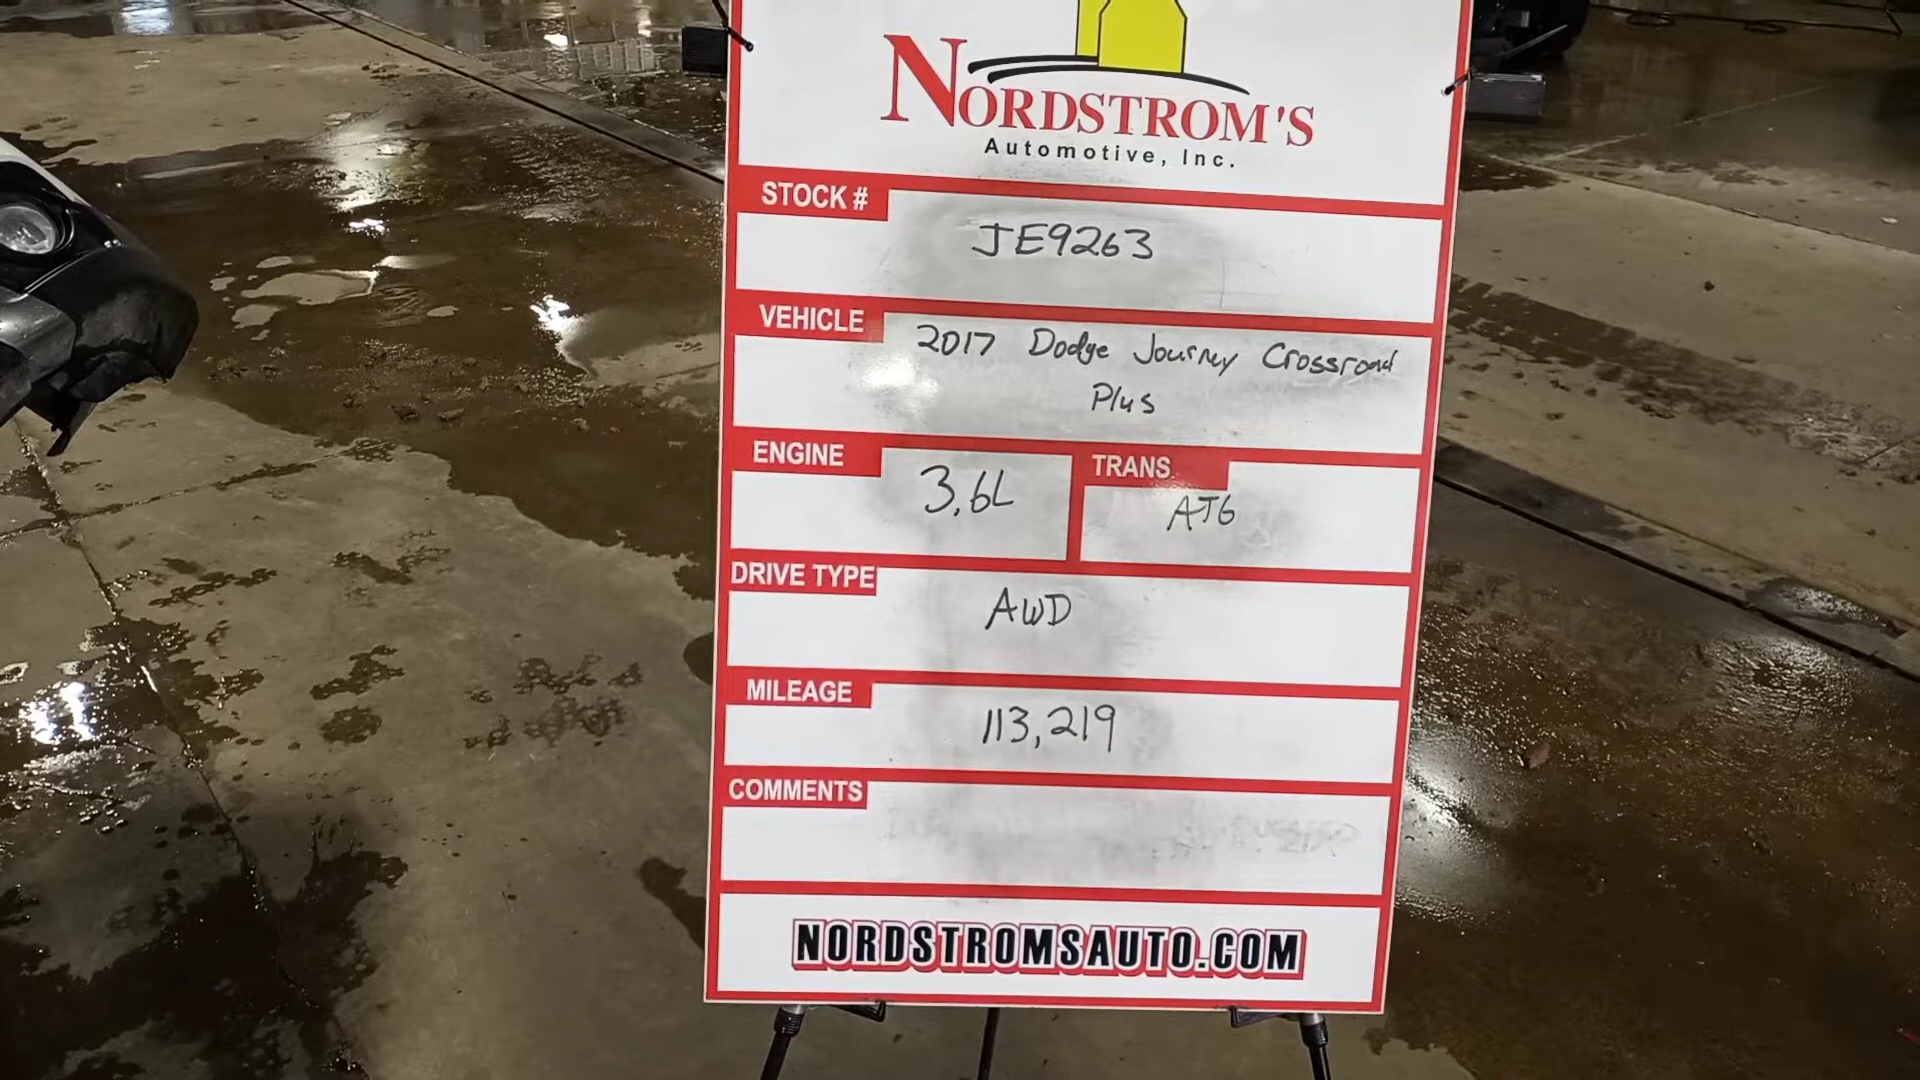 NORDSTROM'S
Automotive, Inc.
STOCK #
JE9263
VEHICLE
2017 Dodge Journey Crossroad
Plus
ENGINE
3.6L
TRANS.
AT6
DRIVE TYPE
AWD
MILEAGE
113,219
COMMENTS
NORDSTROMSAUTO.COM